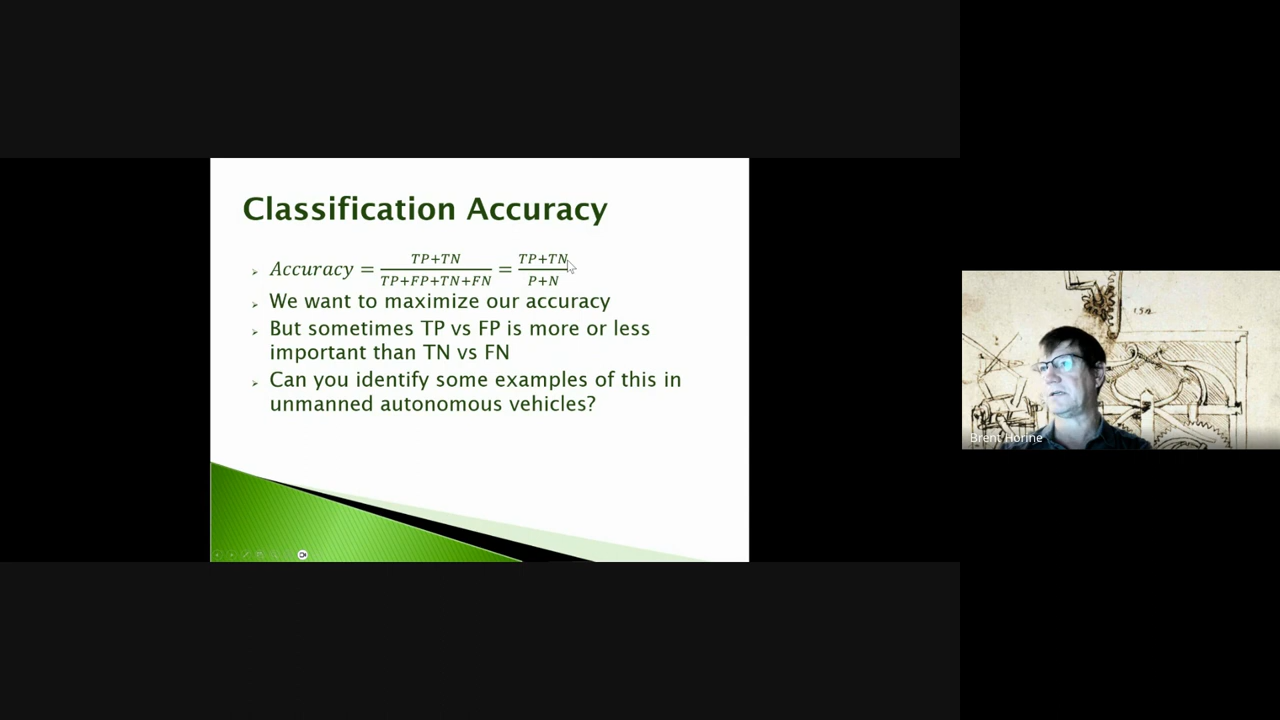 Classification Accuracy
➢ Accuracy = TP+TN / TP+FP+TN+FN = TP+TN / P+N
➢ We want to maximize our accuracy
➢ But sometimes TP vs FP is more or less
important than TN vs FN
➢ Can you identify some examples of this in
unmanned autonomous vehicles?
Brent Horine